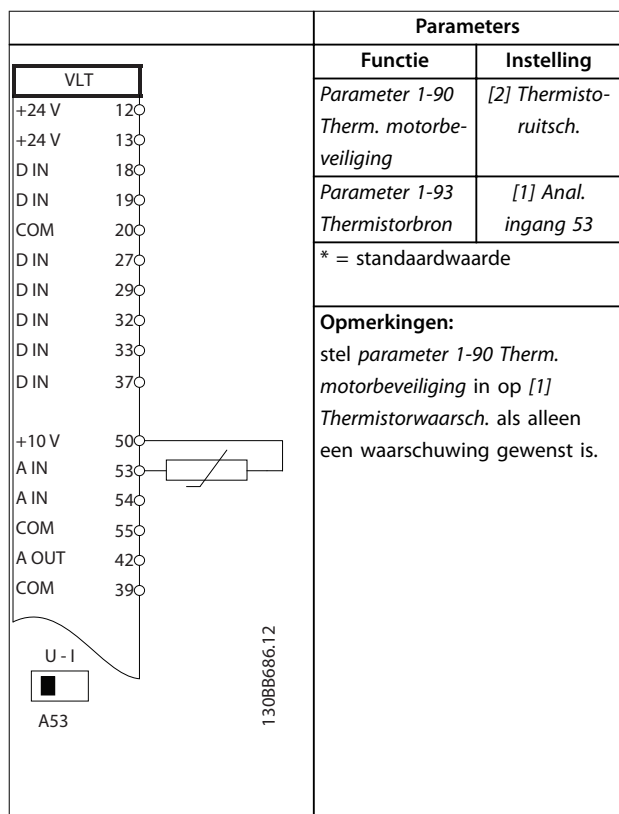 Parameters
Functie Instelling
Parameter 1-90 [2] Thermisto-
Therm. motorbe- ruitsch.
veiliging
Parameter 1-93 [1] Anal.
Thermistorbron ingang 53
* = standaardwaarde
Opmerkingen:
stel parameter 1-90 Therm.
motorbeveiliging in op [1]
Thermistorwaarsch. als alleen
een waarschuwing gewenst is.
VLT
+24 V 12
+24 V 13
D IN 18
D IN 19
COM 20
D IN 27
D IN 29
D IN 32
D IN 33
D IN 37
+10 V 50
A IN 53
A IN 54
COM 55
A OUT 42
COM 39
U - I
A53
130BB686.12